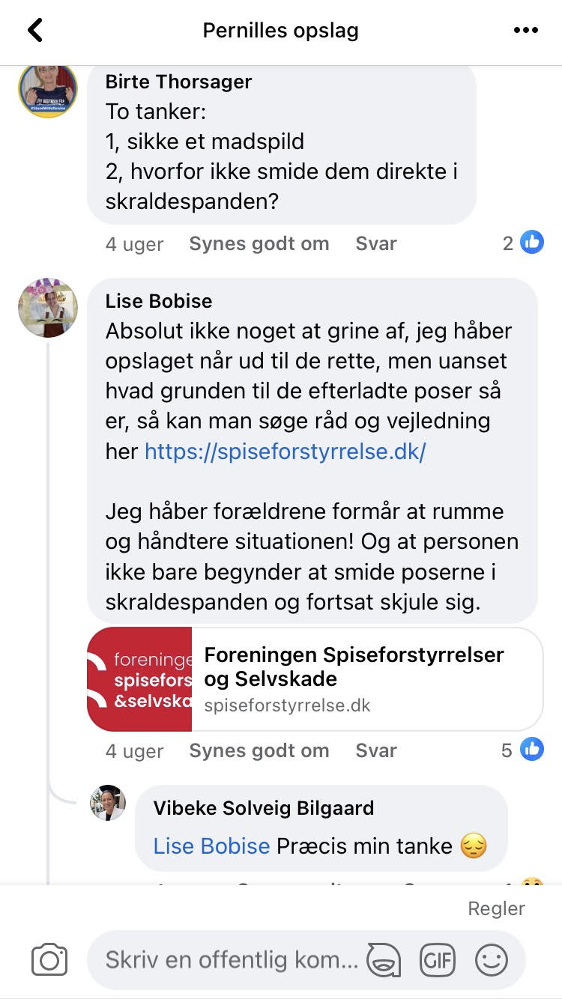 Pernilles opslag
Birte Thorsager
#StandWithUkraine
To tanker:
1, sikke et madspild
2, hvorfor ikke smide dem direkte i
skraldespanden?
4 uger Synes godt om Svar 2
Lise Bobise
Absolut ikke noget at grine af, jeg håber
opslaget når ud til de rette, men uanset
hvad grunden til de efterladte poser så
er, så kan man søge råd og vejledning
her https://spiseforstyrrelse.dk/
Jeg håber forældrene formår at rumme
og håndtere situationen! Og at personen
ikke bare begynder at smide poserne i
skraldespanden og fortsat skjule sig.
foreninge
spisefors
&selvska
Foreningen Spiseforstyrrelser
og Selvskade
spiseforstyrrelse.dk
4 uger Synes godt om Svar 5
Vibeke Solveig Bilgaard
Lise Bobise Præcis min tanke 😔
Regler
Skriv en offentlig kom... GIF